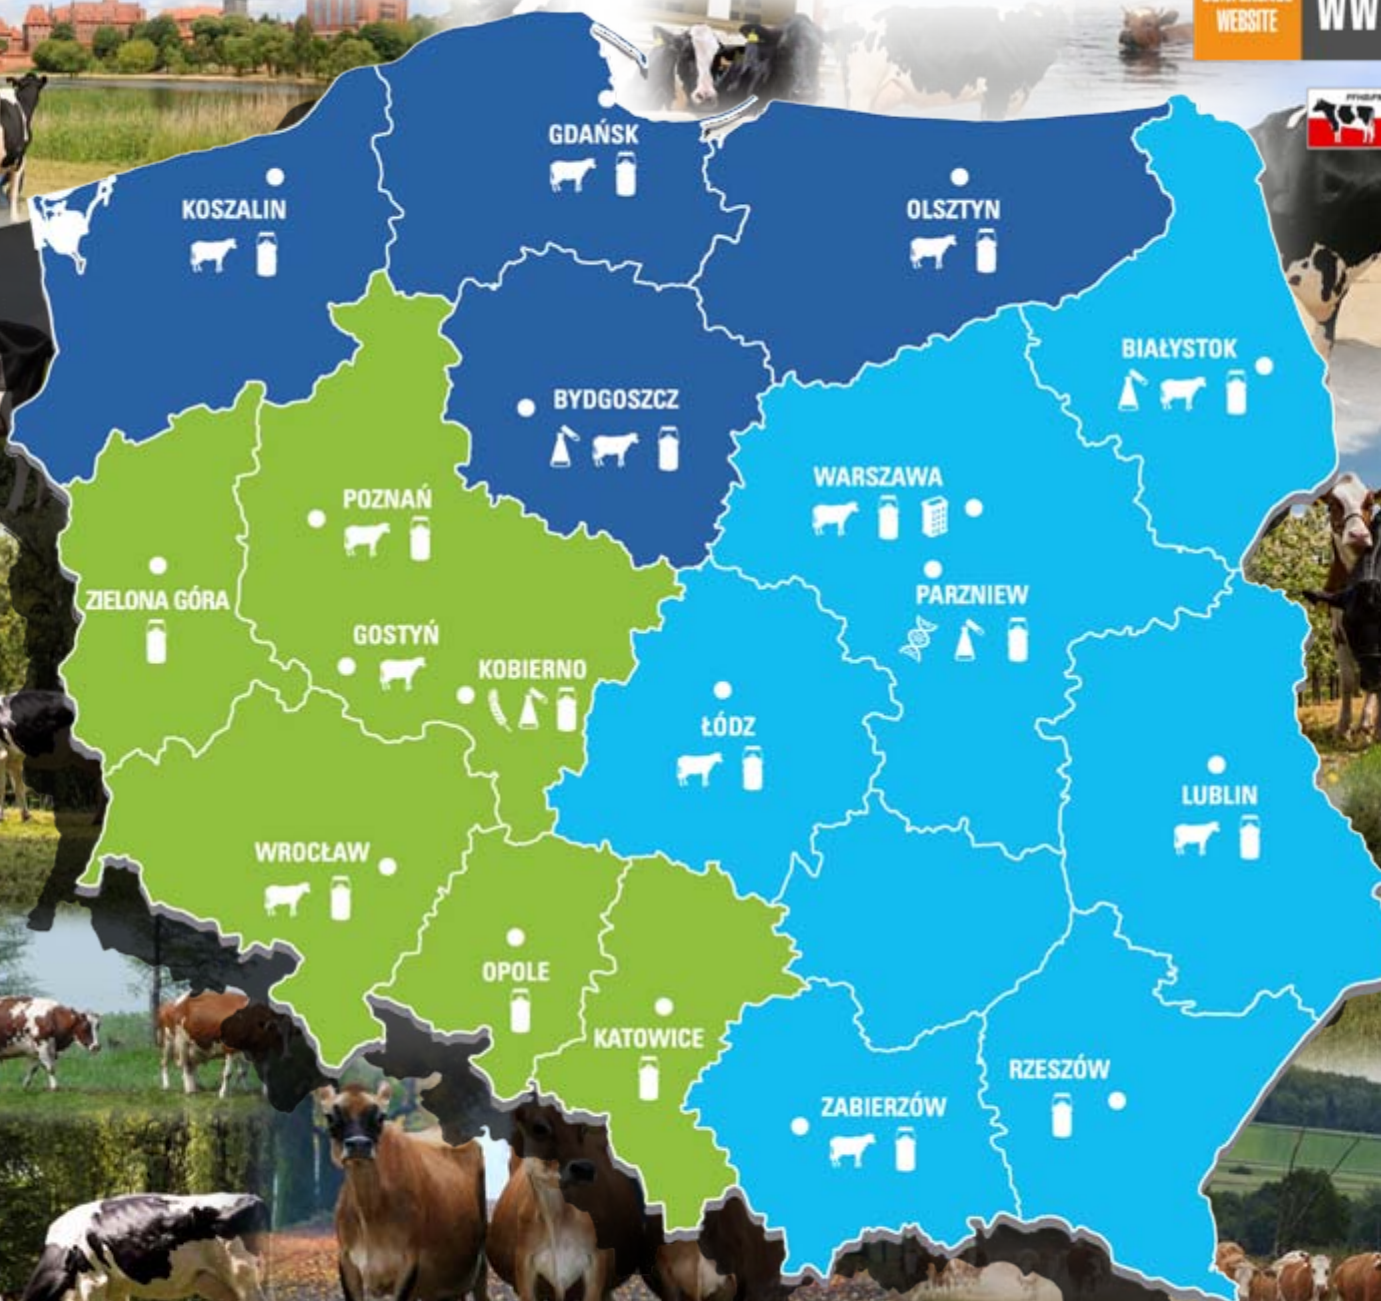 WEBSITE
WW
GDAŃSK
KOSZALIN
OLSZTYN
BIAŁYSTOK
BYDGOSZCZ
WARSZAWA
POZNAŃ
PARZNIEW
ZIELONA GÓRA
GOSTYŃ
KOBIERNO
ŁÓDZ
LUBLIN
WROCŁAW
OPOLE
KATOWICE
RZESZÓW
ZABIERZÓW